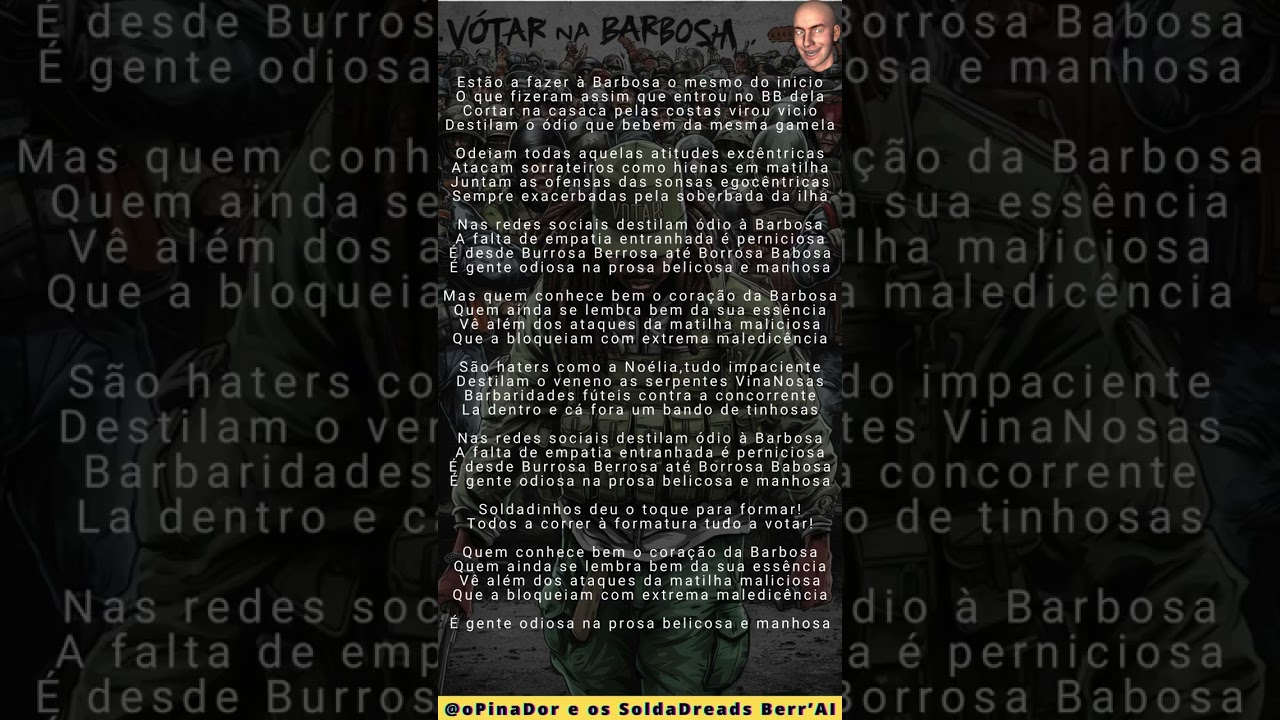 VÓTAR NA BARBOSA
Estão a fazer à Barbosa o mesmo do inicio
O que fizeram assim que entrou no BB dela
Cortar na casaca pelas costas virou vicio
Destilam o ódio que bebem da mesma gamela
Odeiam todas aquelas atitudes excêntricas
Atacam sorrateiros como hienas em matilha
Juntam as ofensas das sonsas egocêntricas
Sempre exacerbadas pela soberbada da ilha
Nas redes sociais destilam ódio à Barbosa
A falta de empatia entranhada é perniciosa
É desde Burrosa Berrosa até Borrosa Babosa
É gente odiosa na prosa belicosa e manhosa
Mas quem conhece bem o coração da Barbosa
Quem ainda se lembra bem da sua essência
Vê além dos ataques da matilha maliciosa
Que a bloqueiam com extrema maledicência
São haters como a Noélia,tudo impaciente
Destilam o veneno as serpentes VinaNosas
Barbaridades fúteis contra a concorrente
La dentro e cá fora um bando de tinhosas
Nas redes sociais destilam ódio à Barbosa
A falta de empatia entranhada é perniciosa
É desde Burrosa Berrosa até Borrosa Babosa
É gente odiosa na prosa belicosa e manhosa
Soldadinhos deu o toque para formar!
Todos a correr à formatura tudo a votar!
Quem conhece bem o coração da Barbosa
Quem ainda se lembra bem da sua essência
Vê além dos ataques da matilha maliciosa
Que a bloqueiam com extrema maledicência
É gente odiosa na prosa belicosa e manhosa
@oPinaDor e os SoldaDreads Berr'AI